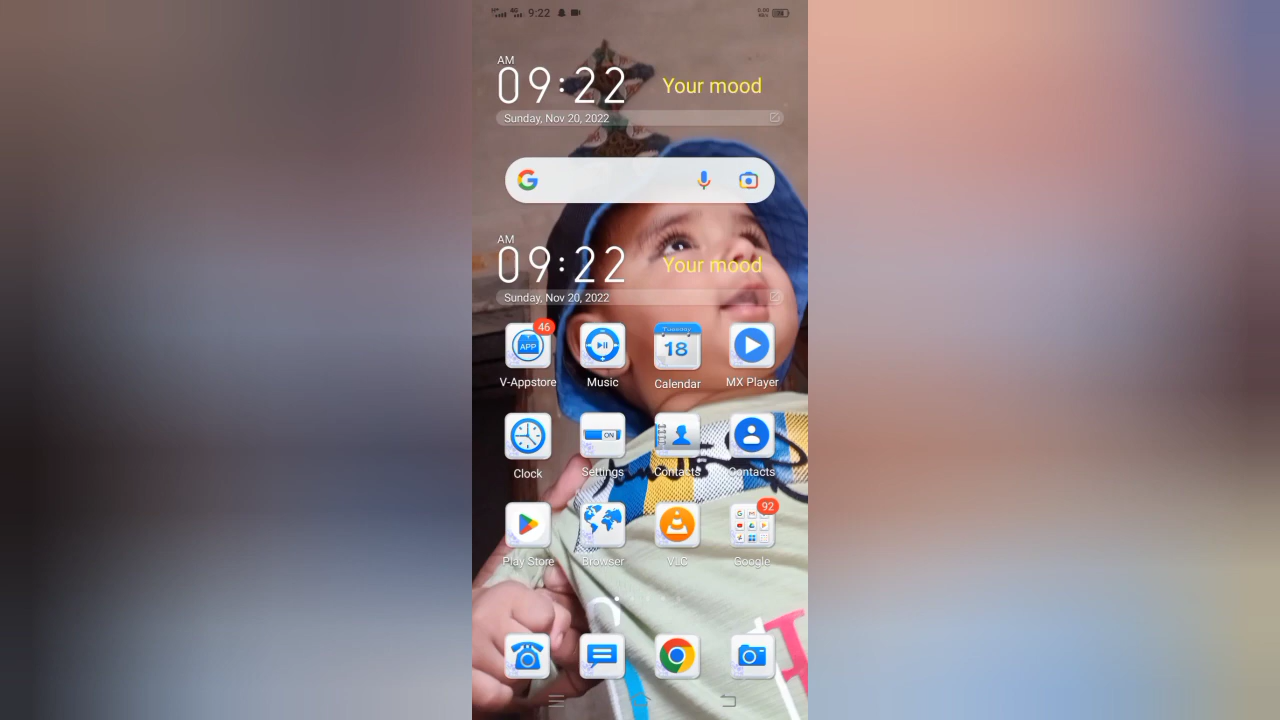 9:22
AM
09:22
Your mood
Sunday, Nov 20, 2022
AM
09:22
Your mood
Sunday, Nov 20, 2022
46
APP
Tuesday
18
V-Appstore
Music
Calendar
MX Player
ON
Clock
Settings
Contacts
Contacts
92
Play Store
Browser
VLC
Google